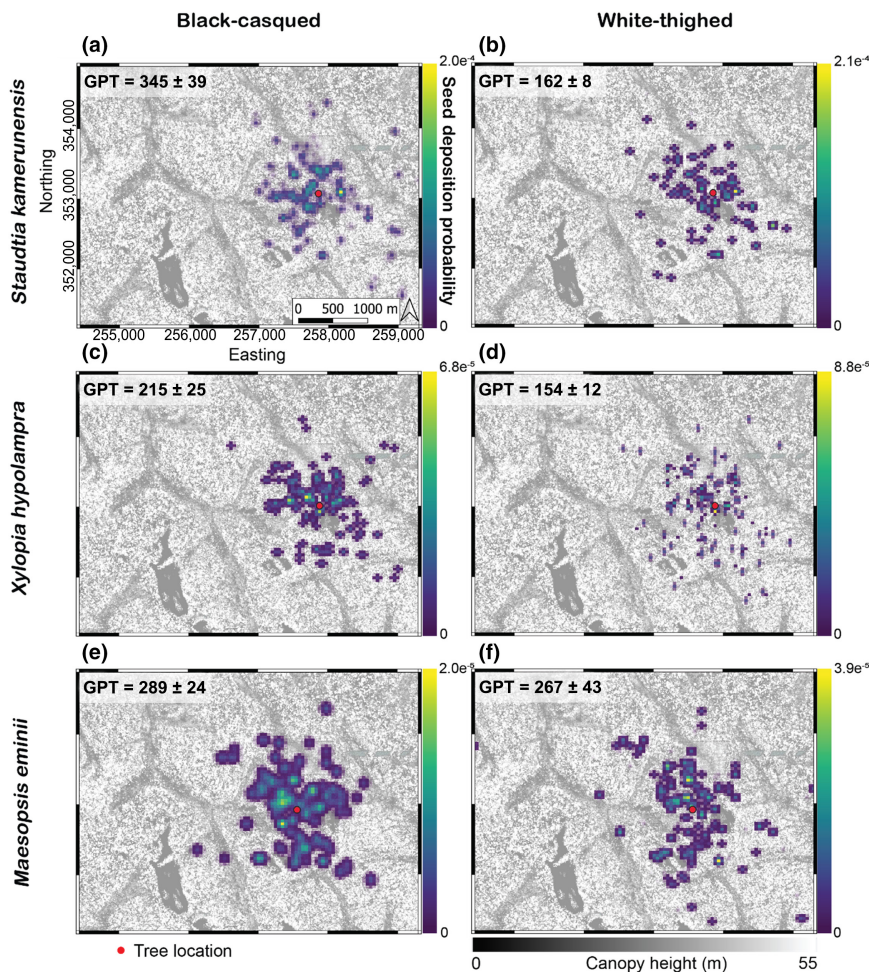 Black-casqued
White-thighed
(a)
(b)
Staudtia kamerunensis
GPT = 345 ± 39
2.0e⁻⁴
GPT = 162 ± 8
2.1e⁻⁴
Northing
354,000
353,000
352,000
Seed deposition probability
0 500 1000 m
0
0
255,000 256,000 257,000 258,000 259,000
Easting
(c)
(d)
Xylopia hypolampra
GPT = 215 ± 25
6.8e⁻⁵
GPT = 154 ± 12
8.8e⁻⁵
0
0
(e)
(f)
Maesopsis eminii
GPT = 289 ± 24
2.0e⁻⁵
GPT = 267 ± 43
3.9e⁻⁵
0
0
Tree location
0 Canopy height (m) 55